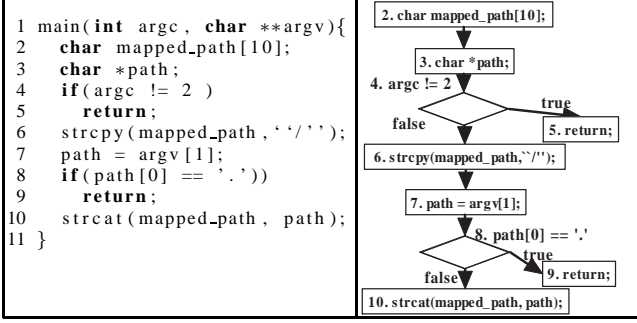 1 main(int argc, char **argv){
2 char mapped_path[10];
3 char *path;
4 if(argc != 2 )
5 return;
6 strcpy(mapped_path,‘‘/’’);
7 path = argv[1];
8 if(path[0] == '.'))
9 return;
10 strcat(mapped_path, path);
11 }
2. char mapped_path[10];
3. char *path;
4. argc != 2
true
false
5. return;
6. strcpy(mapped_path,``/'');
7. path = argv[1];
8. path[0] == '.'
true
9. return;
false
10. strcat(mapped_path, path);